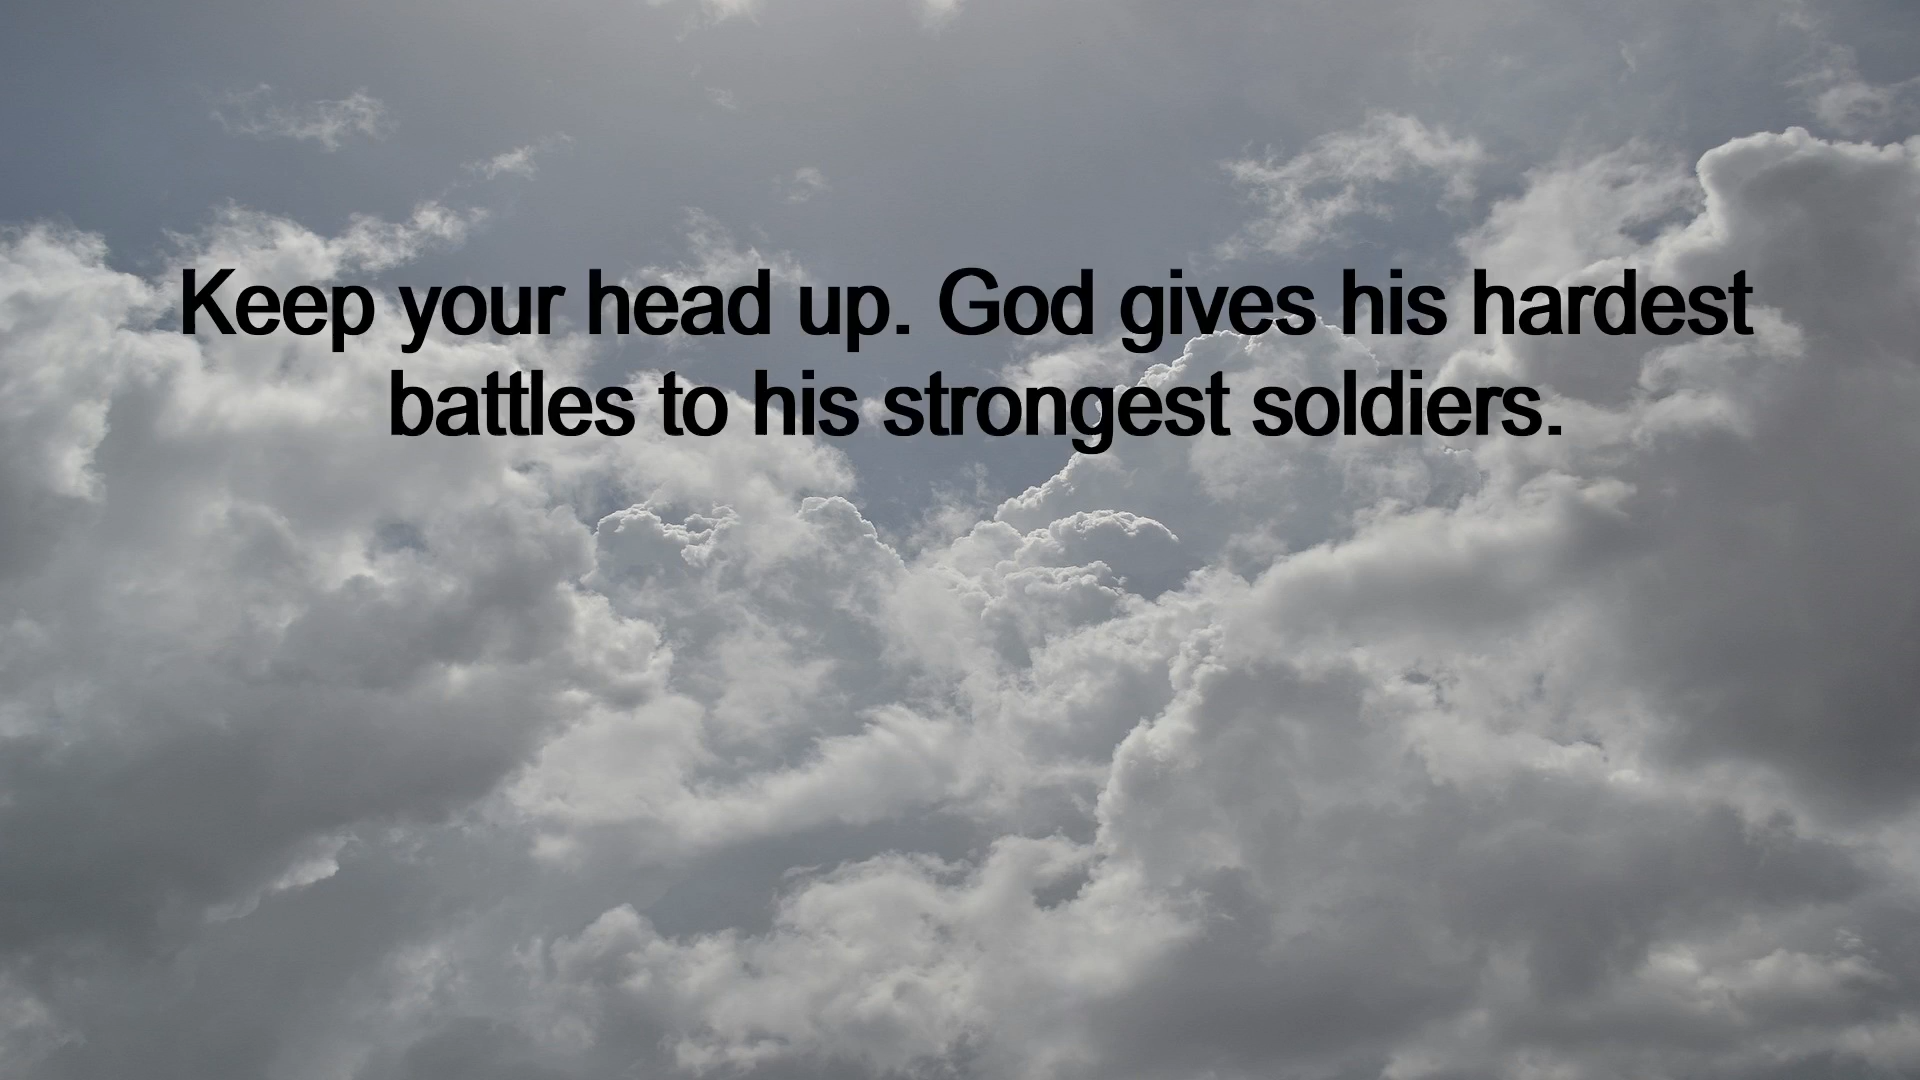 Keep your head up. God gives his hardest
battles to his strongest soldiers.